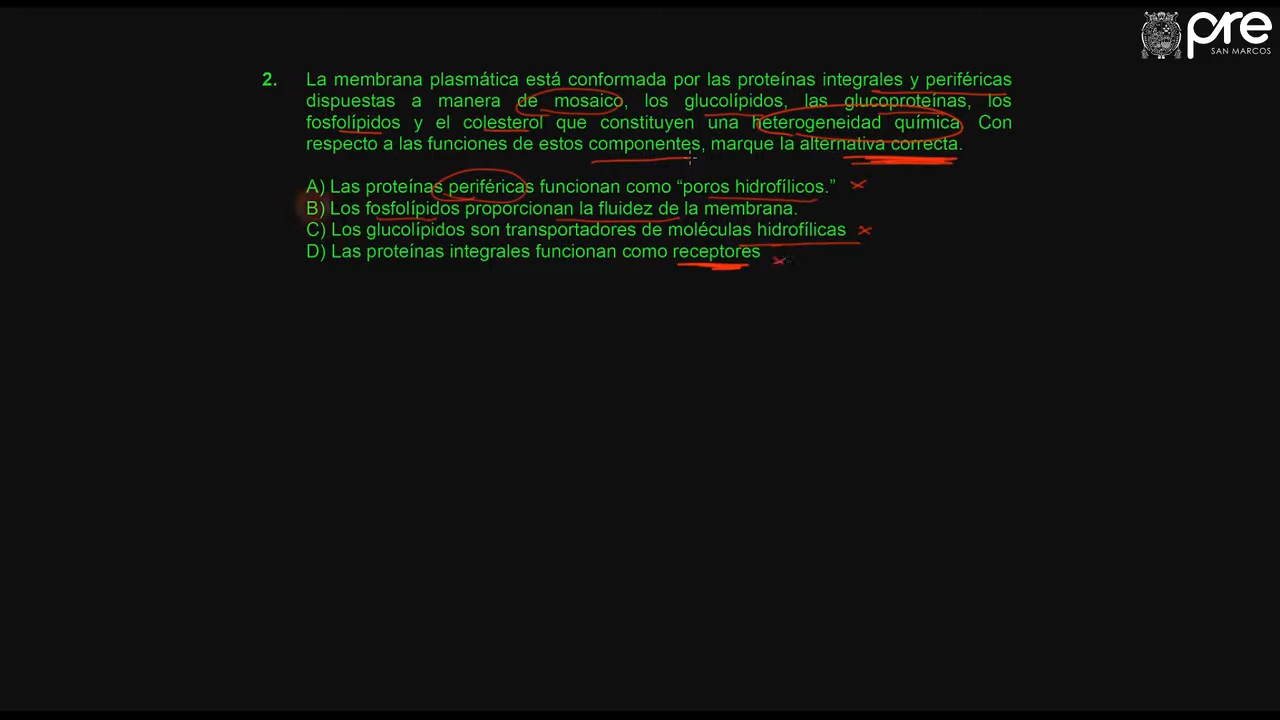 pre
SAN MARCOS
2. La membrana plasmática está conformada por las proteínas integrales y periféricas
dispuestas a manera de mosaico, los glucolípidos, las glucoproteínas, los
fosfolípidos y el colesterol que constituyen una heterogeneidad química. Con
respecto a las funciones de estos componentes, marque la alternativa correcta.
A) Las proteínas periféricas funcionan como “poros hidrofílicos.”
B) Los fosfolípidos proporcionan la fluidez de la membrana.
C) Los glucolípidos son transportadores de moléculas hidrofílicas
D) Las proteínas integrales funcionan como receptores